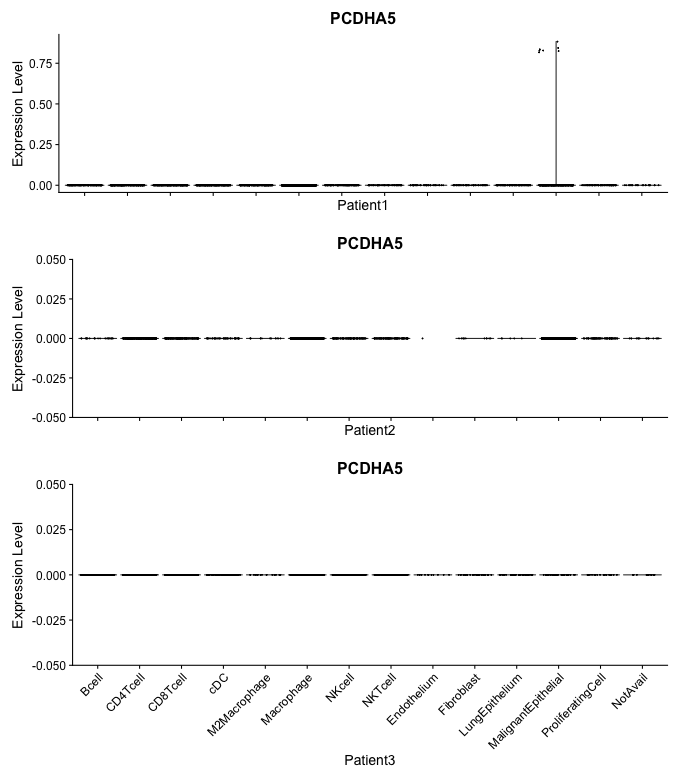 PCDHA5
Expression Level
0.75
0.50
0.25
0.00
Patient1
PCDHA5
Expression Level
0.050
0.025
0.000
-0.025
-0.050
Patient2
PCDHA5
Expression Level
0.050
0.025
0.000
-0.025
-0.050
Bcell
CD4Tcell
CD8Tcell
cDC
M2Macrophage
Macrophage
NKcell
NKTcell
Endothelium
Fibroblast
LungEpithelium
MalignantEpithelial
ProliferatingCell
NotAvail
Patient3